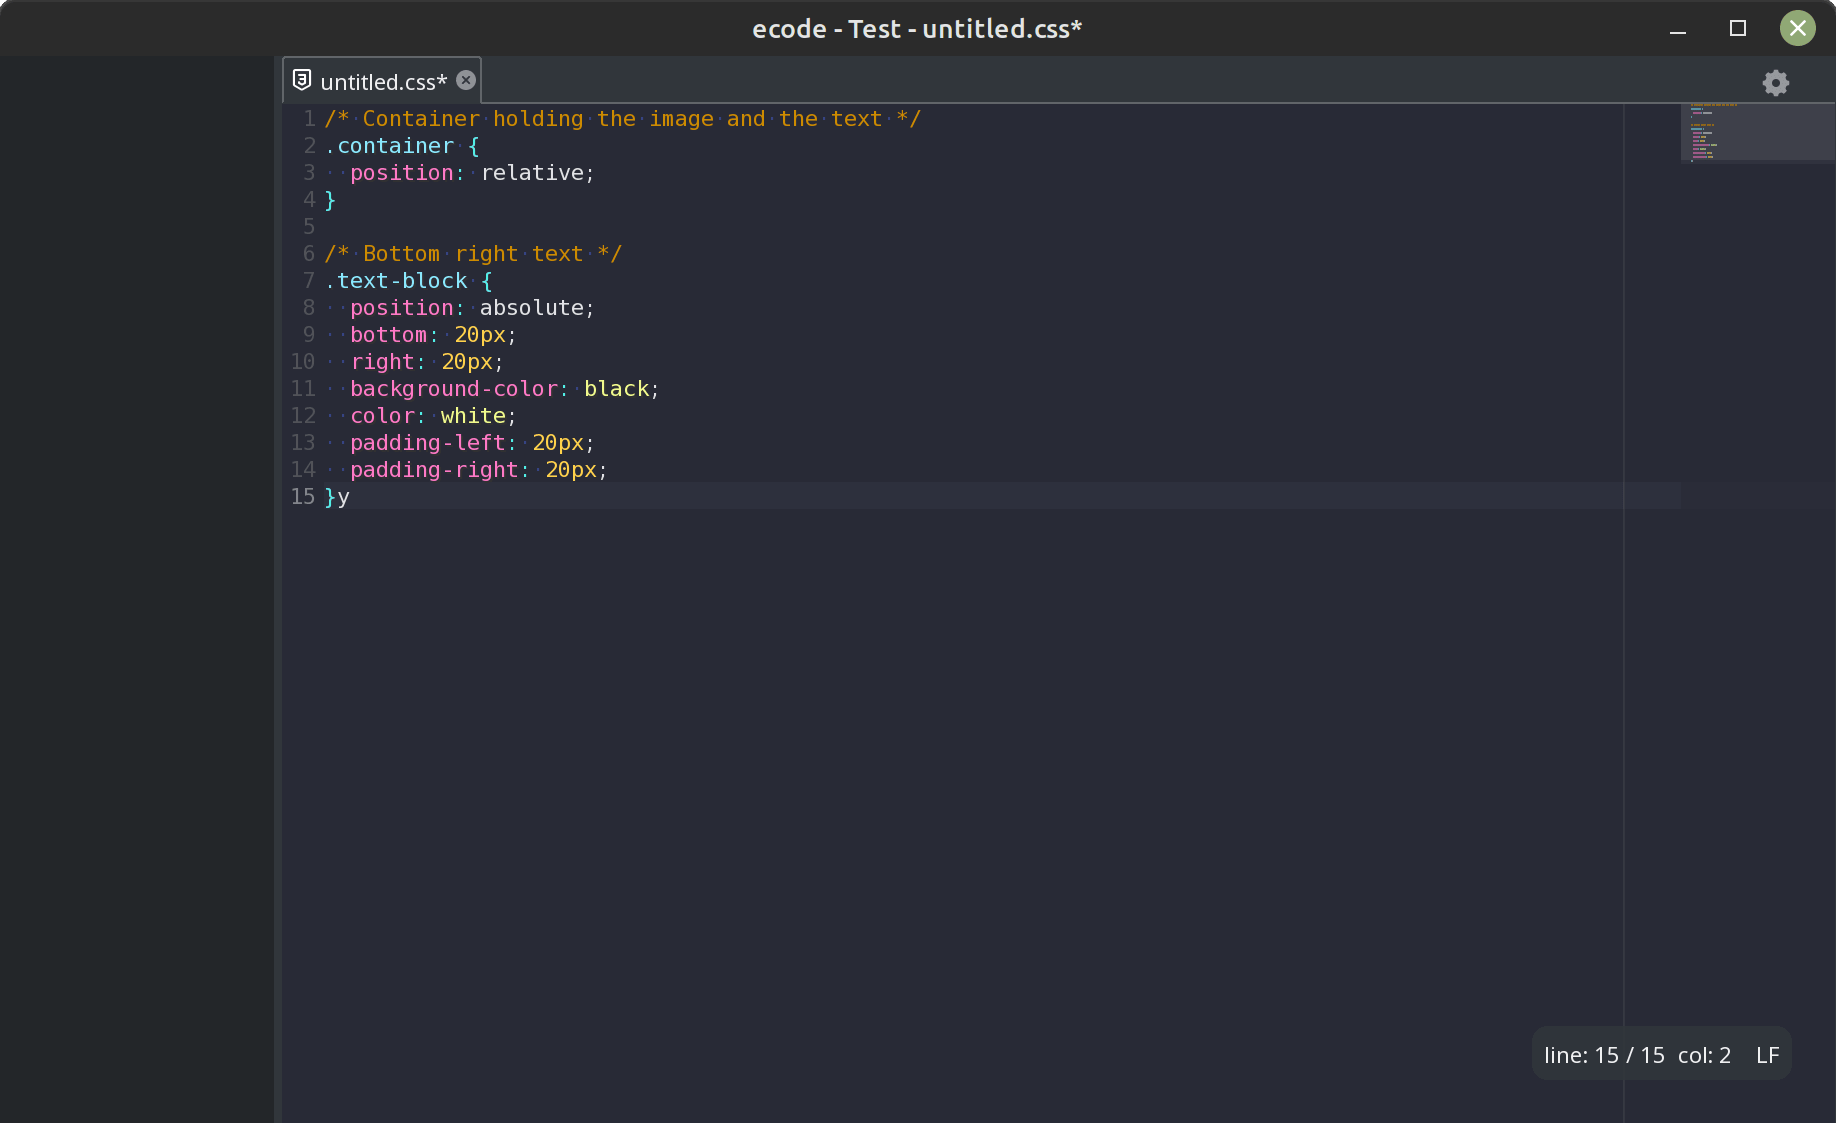 ecode - Test - untitled.css*
untitled.css*
1 /* Container holding the image and the text */
2 .container {
3   position: relative;
4 }
5
6 /* Bottom right text */
7 .text-block {
8   position: absolute;
9   bottom: 20px;
10   right: 20px;
11   background-color: black;
12   color: white;
13   padding-left: 20px;
14   padding-right: 20px;
15 }y
line: 15 / 15 col: 2 LF